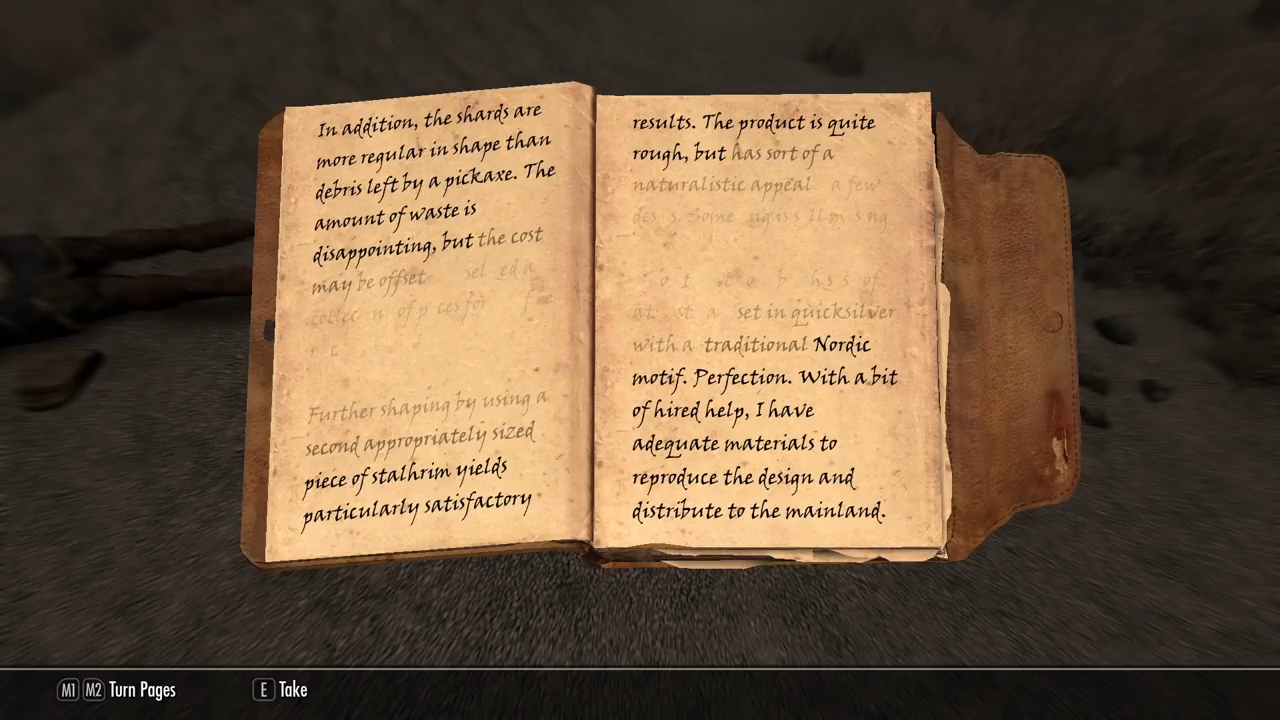 In addition, the shards are
more regular in shape than
debris left by a pickaxe. The
amount of waste is
disappointing, but the cost
may be offset
Further shaping by using a
second appropriately sized
piece of stalhrim yields
particularly satisfactory
results. The product is quite
rough, but has sort of a
naturalistic appeal a few
of
set in quicksilver
with a traditional Nordic
motif. Perfection. With a bit
of hired help, I have
adequate materials to
reproduce the design and
distribute to the mainland.
M1 M2 Turn Pages
E Take